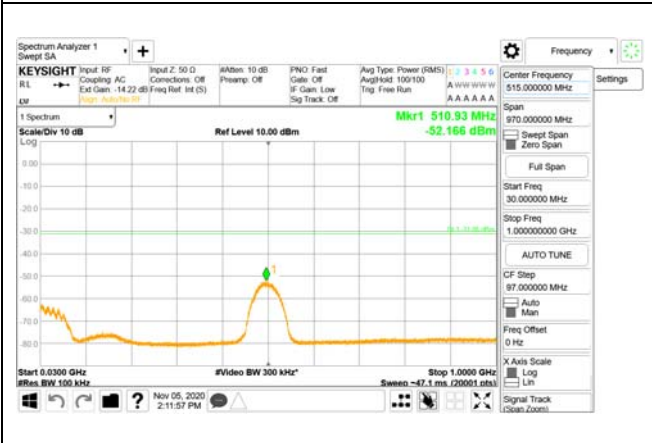 Spectrum Analyzer 1
Swept SA
Frequency
KEYSIGHT
RL
Input: RF
Coupling: AC
Ext Gain: -14.22 dB
Align: Auto/No RF
Input Z: 50 Ω
Corrections: Off
Freq Ref: Int (S)
#Atten: 10 dB
Preamp: Off
PNO: Fast
Gate: Off
IF Gain: Low
Sig Track: Off
Avg Type: Power (RMS)
Avg|Hold: 100/100
Trig: Free Run
1 2 3 4 5 6
A W W W W W
A A A A A A
Center Frequency
515.000000 MHz
Settings
Span
970.000000 MHz
Swept Span
Zero Span
Full Span
Start Freq
30.000000 MHz
Stop Freq
1.000000000 GHz
AUTO TUNE
CF Step
97.000000 MHz
Auto
Man
Freq Offset
0 Hz
X Axis Scale
Log
Lin
Signal Track
(Span Zoom)
1 Spectrum
Scale/Div 10 dB
Ref Level 10.00 dBm
Mkr1 510.93 MHz
-52.166 dBm
Log
0.00
-10.0
-20.0
-30.0
-40.0
-50.0
-60.0
-70.0
-80.0
1
Start 0.0300 GHz
#Res BW 100 kHz
#Video BW 300 kHz*
Stop 1.0000 GHz
Sweep ~47.1 ms (20001 pts)
?
Nov 05, 2020
2:11:57 PM